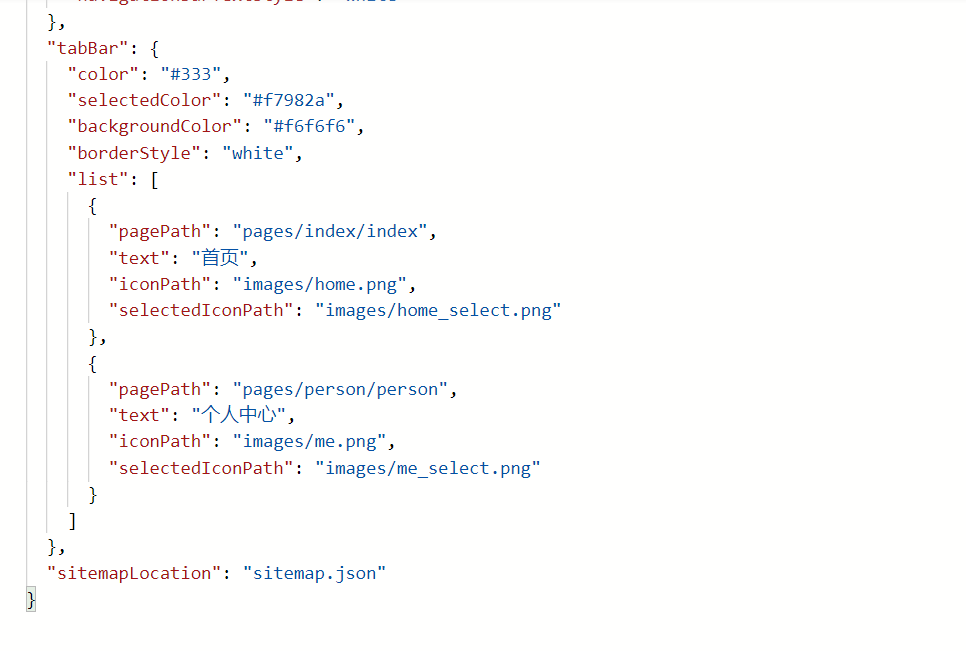 },
"tabBar": {
"color": "#333",
"selectedColor": "#f7982a",
"backgroundColor": "#f6f6f6",
"borderStyle": "white",
"list": [
{
"pagePath": "pages/index/index",
"text": "首页",
"iconPath": "images/home.png",
"selectedIconPath": "images/home_select.png"
},
{
"pagePath": "pages/person/person",
"text": "个人中心",
"iconPath": "images/me.png",
"selectedIconPath": "images/me_select.png"
}
]
},
"sitemapLocation": "sitemap.json"
}